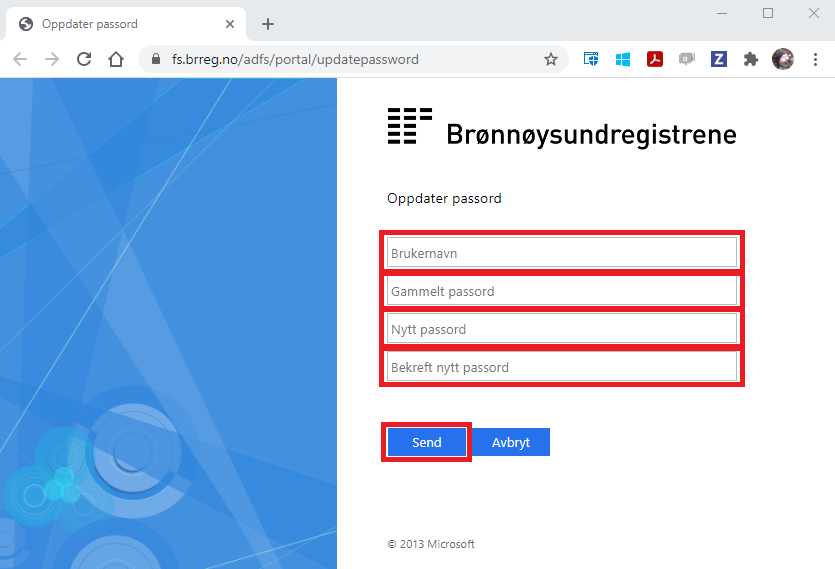 Oppdater passord
fs.brreg.no/adfs/portal/updatepassword
Z
Brønnøysundregistrene
Oppdater passord
Brukernavn
Gammelt passord
Nytt passord
Bekreft nytt passord
Send Avbryt
© 2013 Microsoft